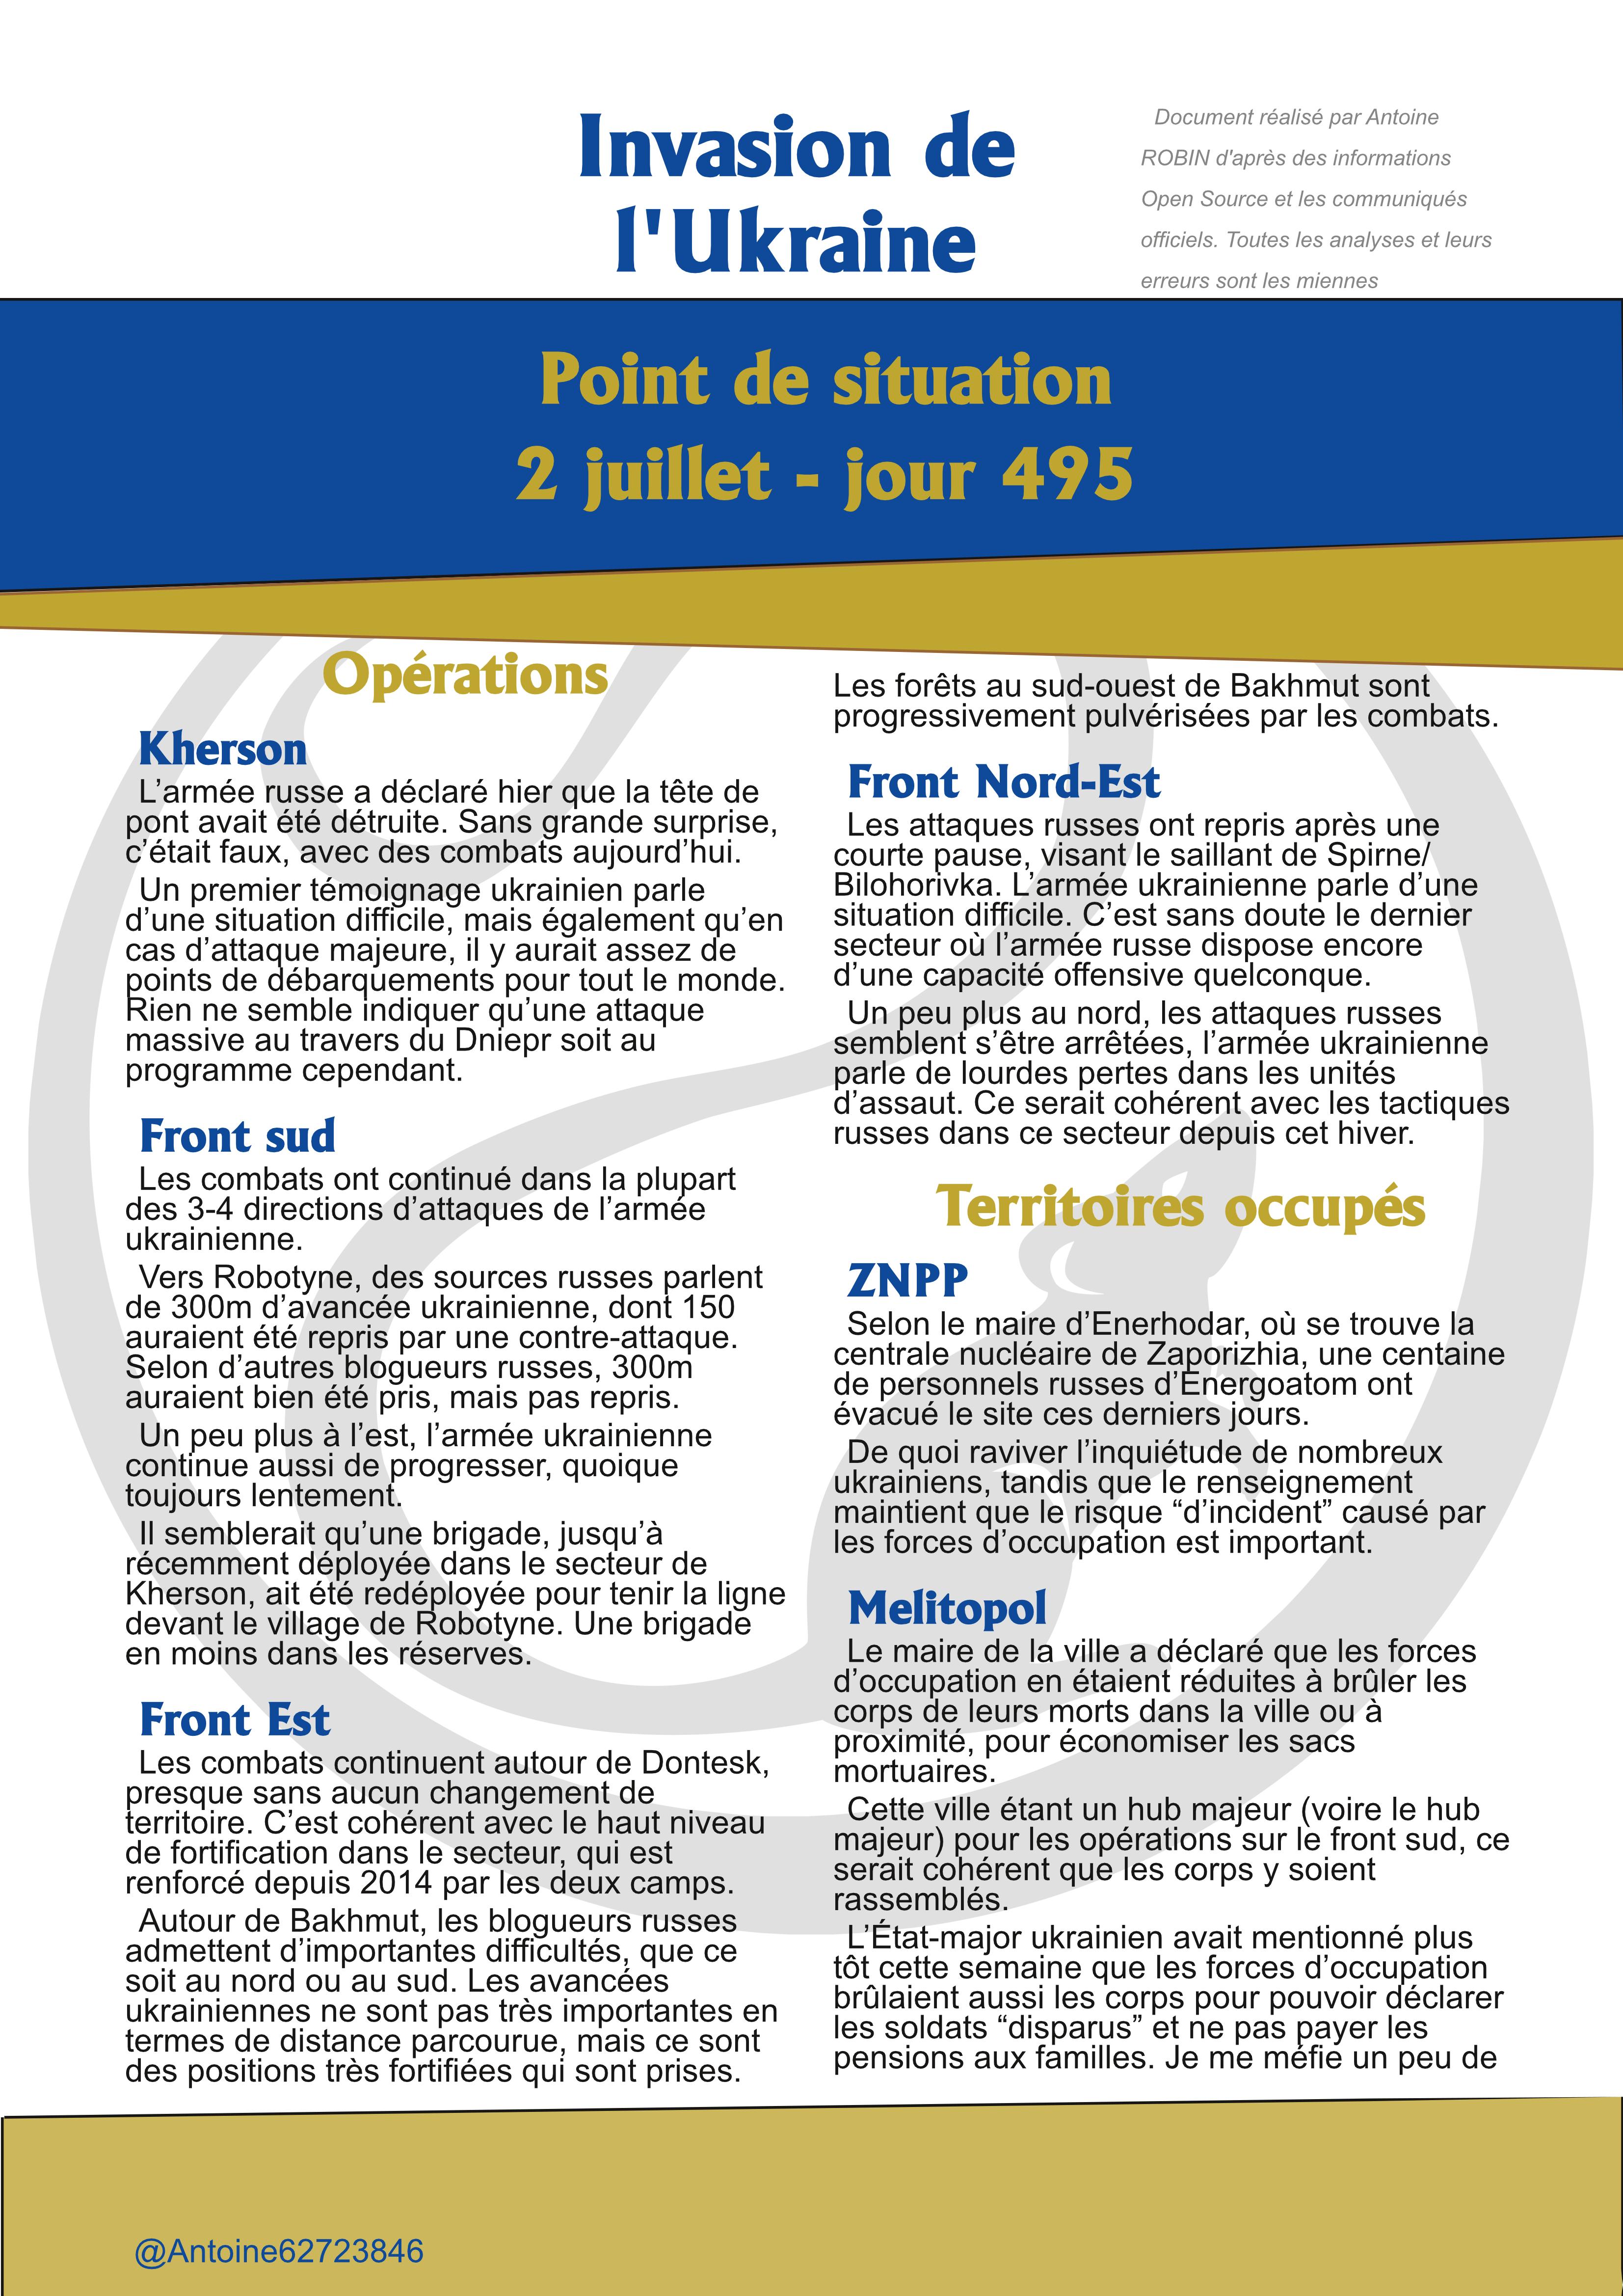 Invasion de
l'Ukraine
Document réalisé par Antoine
ROBIN d'après des informations
Open Source et les communiqués
officiels. Toutes les analyses et leurs
erreurs sont les miennes
Point de situation
2 juillet - jour 495
Opérations
Kherson
L’armée russe a déclaré hier que la tête de
pont avait été détruite. Sans grande surprise,
c’était faux, avec des combats aujourd’hui.
Un premier témoignage ukrainien parle
d’une situation difficile, mais également qu’en
cas d’attaque majeure, il y aurait assez de
points de débarquements pour tout le monde.
Rien ne semble indiquer qu’une attaque
massive au travers du Dniepr soit au
programme cependant.
Front sud
Les combats ont continué dans la plupart
des 3-4 directions d’attaques de l’armée
ukrainienne.
Vers Robotyne, des sources russes parlent
de 300m d’avancée ukrainienne, dont 150
auraient été repris par une contre-attaque.
Selon d’autres blogueurs russes, 300m
auraient bien été pris, mais pas repris.
Un peu plus à l’est, l’armée ukrainienne
continue aussi de progresser, quoique
toujours lentement.
Il semblerait qu’une brigade, jusqu’à
récemment déployée dans le secteur de
Kherson, ait été redéployée pour tenir la ligne
devant le village de Robotyne. Une brigade
en moins dans les réserves.
Front Est
Les combats continuent autour de Dontesk,
presque sans aucun changement de
territoire. C’est cohérent avec le haut niveau
de fortification dans le secteur, qui est
renforcé depuis 2014 par les deux camps.
Autour de Bakhmut, les blogueurs russes
admettent d’importantes difficultés, que ce
soit au nord ou au sud. Les avancées
ukrainiennes ne sont pas très importantes en
termes de distance parcourue, mais ce sont
des positions très fortifiées qui sont prises.
Les forêts au sud-ouest de Bakhmut sont
progressivement pulvérisées par les combats.
Front Nord-Est
Les attaques russes ont repris après une
courte pause, visant le saillant de Spirne/
Bilohorivka. L’armée ukrainienne parle d’une
situation difficile. C’est sans doute le dernier
secteur où l’armée russe dispose encore
d’une capacité offensive quelconque.
Un peu plus au nord, les attaques russes
semblent s’être arrêtées, l’armée ukrainienne
parle de lourdes pertes dans les unités
d’assaut. Ce serait cohérent avec les tactiques
russes dans ce secteur depuis cet hiver.
Territoires occupés
ZNPP
Selon le maire d’Enerhodar, où se trouve la
centrale nucléaire de Zaporizhia, une centaine
de personnels russes d’Energoatom ont
évacué le site ces derniers jours.
De quoi raviver l’inquiétude de nombreux
ukrainiens, tandis que le renseignement
maintient que le risque “d’incident” causé par
les forces d’occupation est important.
Melitopol
Le maire de la ville a déclaré que les forces
d’occupation en étaient réduites à brûler les
corps de leurs morts dans la ville ou à
proximité, pour économiser les sacs
mortuaires.
Cette ville étant un hub majeur (voire le hub
majeur) pour les opérations sur le front sud, ce
serait cohérent que les corps y soient
rassemblés.
L’État-major ukrainien avait mentionné plus
tôt cette semaine que les forces d’occupation
brûlaient aussi les corps pour pouvoir déclarer
les soldats “disparus” et ne pas payer les
pensions aux familles. Je me méfie un peu de
@Antoine62723846